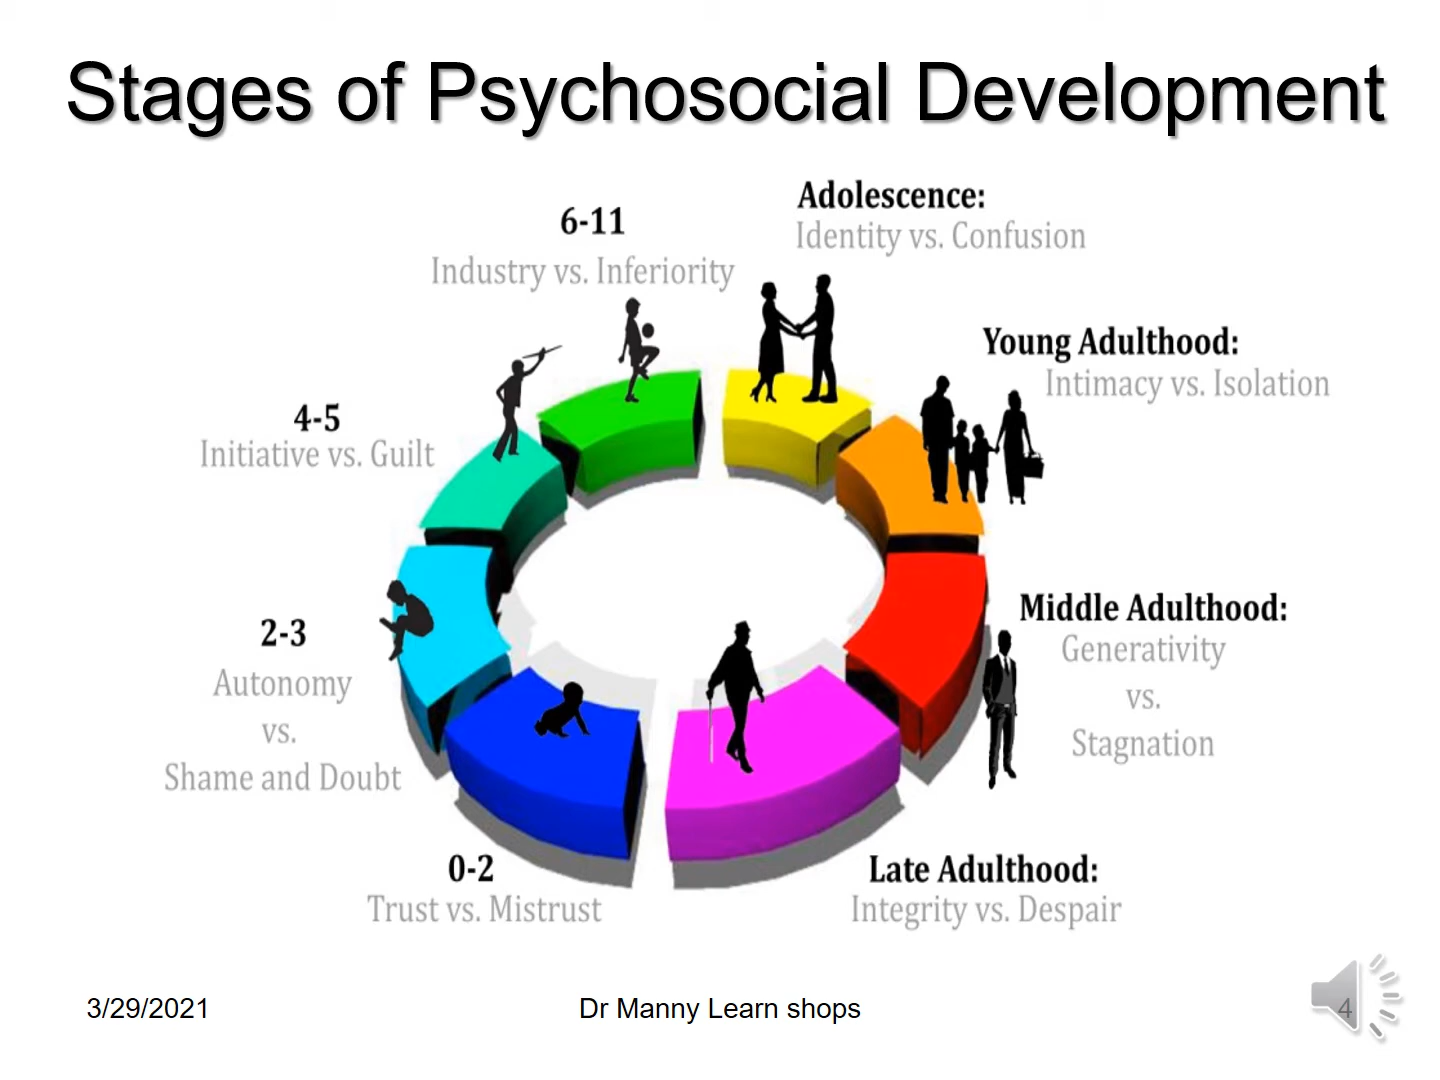 Stages of Psychosocial Development
Adolescence:
Identity vs. Confusion
6-11
Industry vs. Inferiority
Young Adulthood:
Intimacy vs. Isolation
4-5
Initiative vs. Guilt
Middle Adulthood:
Generativity
vs.
Stagnation
2-3
Autonomy
vs.
Shame and Doubt
0-2
Trust vs. Mistrust
Late Adulthood:
Integrity vs. Despair
3/29/2021
Dr Manny Learn shops
4